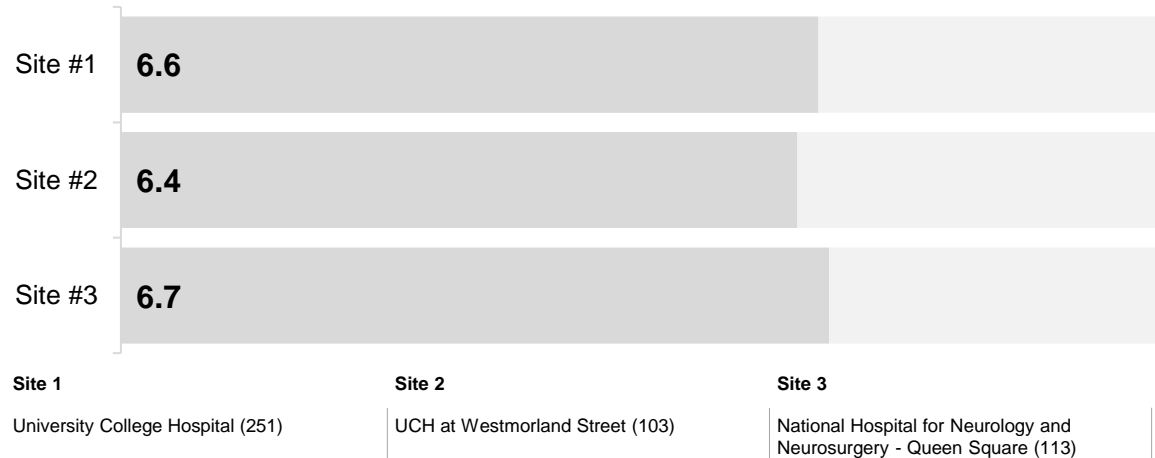 Site #1 6.6
Site #2 6.4
Site #3 6.7
Site 1 Site 2 Site 3
University College Hospital (251) UCH at Westmorland Street (103) National Hospital for Neurology and
Neurosurgery - Queen Square (113)